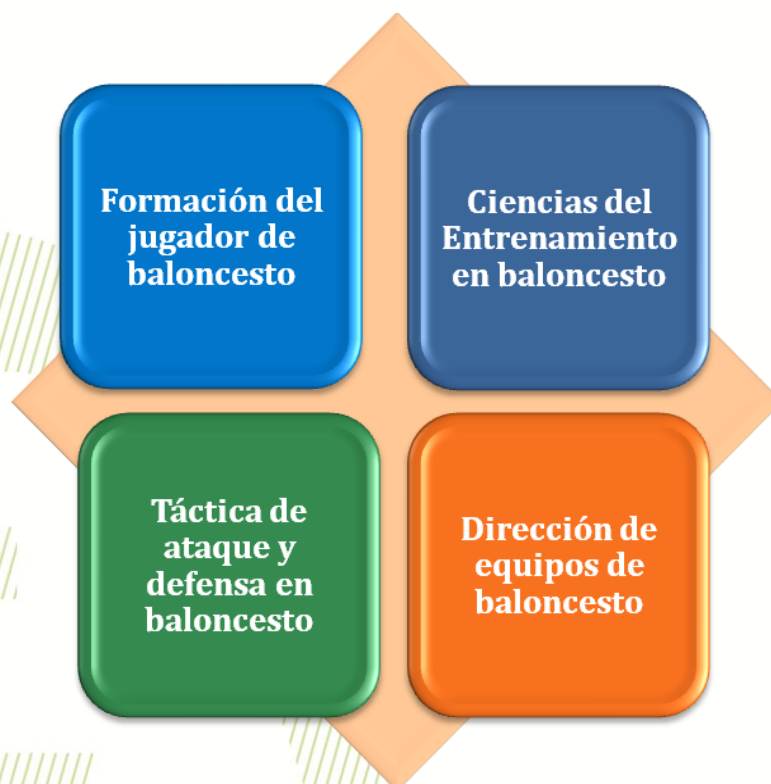 Formación del
jugador de
baloncesto
Ciencias del
Entrenamiento
en baloncesto
Táctica de
ataque y
defensa en
baloncesto
Dirección de
equipos de
baloncesto